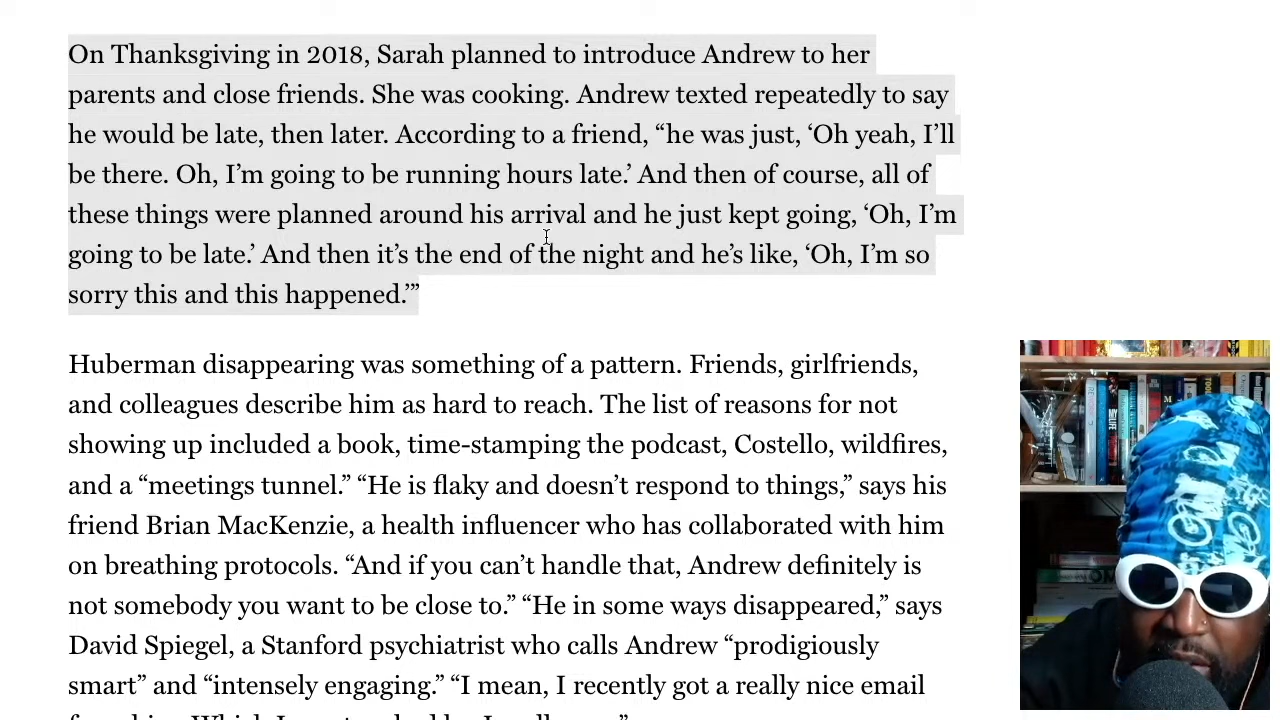 On Thanksgiving in 2018, Sarah planned to introduce Andrew to her
parents and close friends. She was cooking. Andrew texted repeatedly to say
he would be late, then later. According to a friend, “he was just, ‘Oh yeah, I’ll
be there. Oh, I’m going to be running hours late.’ And then of course, all of
these things were planned around his arrival and he just kept going, ‘Oh, I’m
going to be late.’ And then it’s the end of the night and he’s like, ‘Oh, I’m so
sorry this and this happened.’”
Huberman disappearing was something of a pattern. Friends, girlfriends,
and colleagues describe him as hard to reach. The list of reasons for not
showing up included a book, time-stamping the podcast, Costello, wildfires,
and a “meetings tunnel.” “He is flaky and doesn’t respond to things,” says his
friend Brian MacKenzie, a health influencer who has collaborated with him
on breathing protocols. “And if you can’t handle that, Andrew definitely is
not somebody you want to be close to.” “He in some ways disappeared,” says
David Spiegel, a Stanford psychiatrist who calls Andrew “prodigiously
smart” and “intensely engaging.” “I mean, I recently got a really nice email